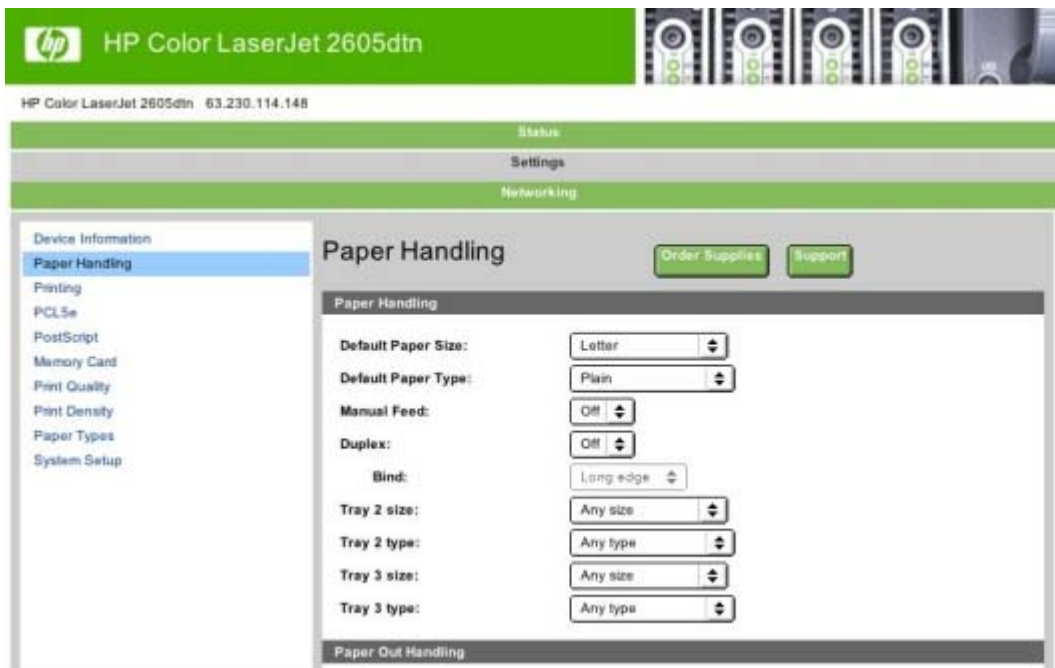 hp HP Color LaserJet 2605dtn
HP Color LaserJet 2605dtn 63.230.114.148
Status
Settings
Networking
Device Information
Paper Handling
Printing
PCL5e
PostScript
Memory Card
Print Quality
Print Density
Paper Types
System Setup
Paper Handling
Order Supplies
Support
Paper Handling
Default Paper Size: Letter
Default Paper Type: Plain
Manual Feed: Off
Duplex: Off
Bind: Long edge
Tray 2 size: Any size
Tray 2 type: Any type
Tray 3 size: Any size
Tray 3 type: Any type
Paper Out Handling